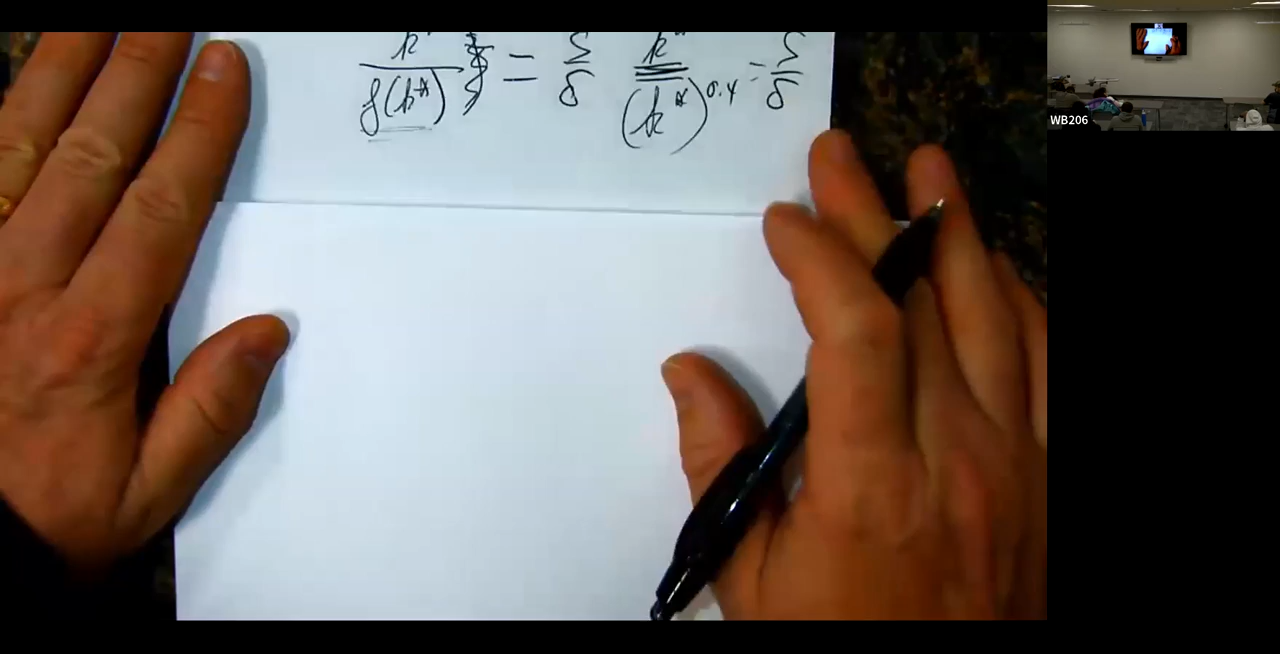 k* / f(k*) = s/δ   k* / (k*)^0.4 = s/δ
WB206